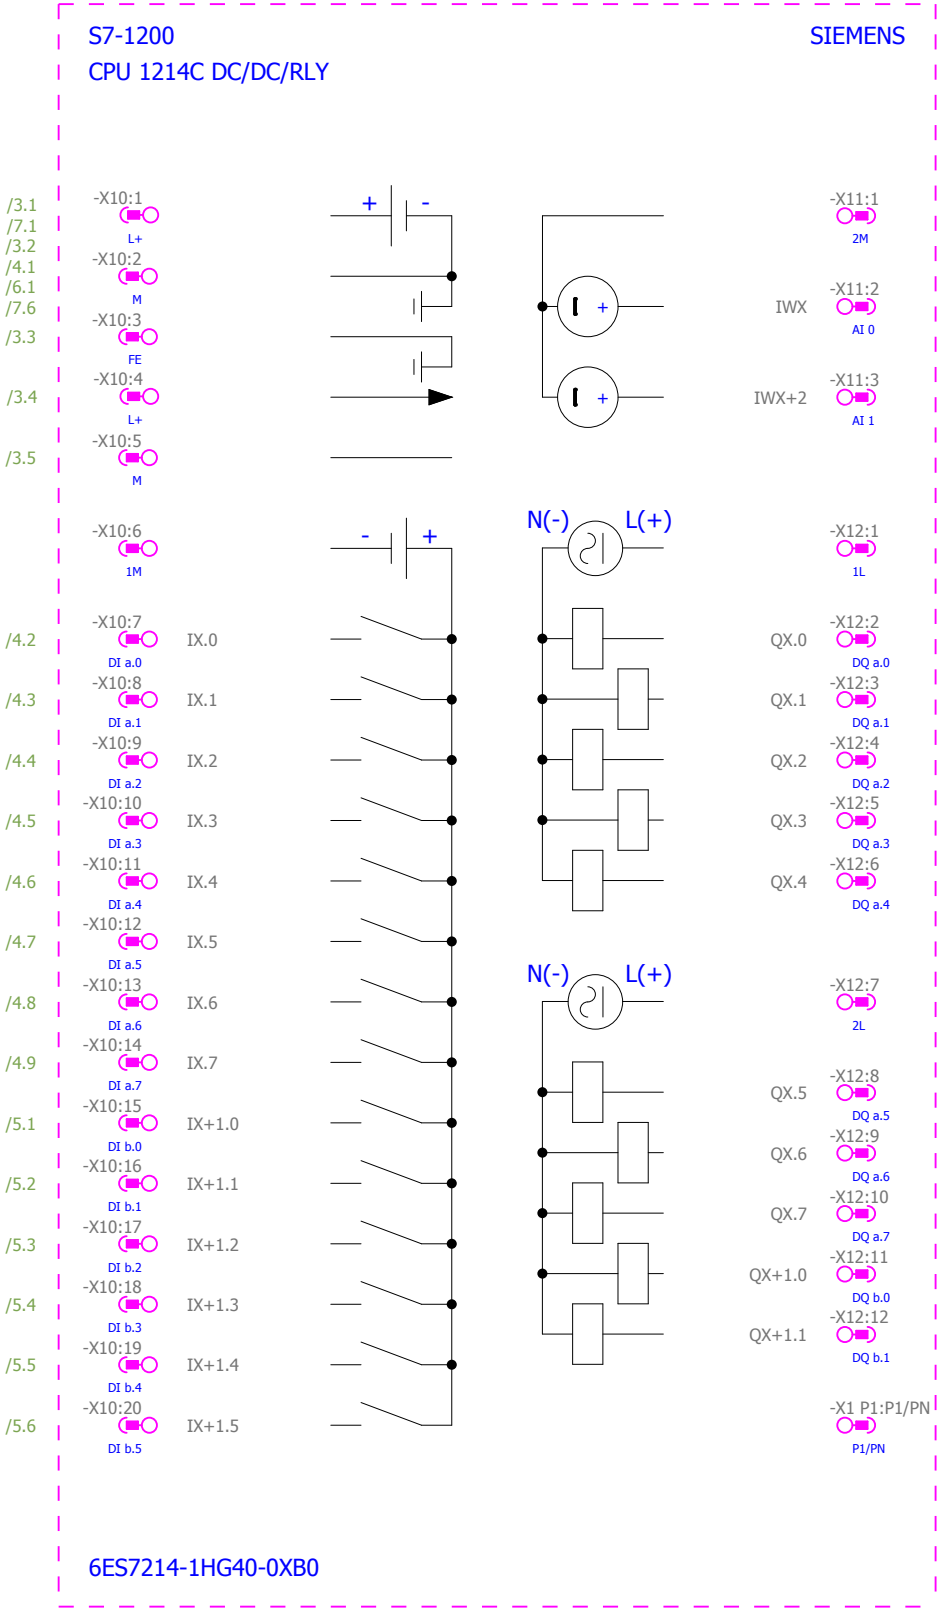 S7-1200
SIEMENS
CPU 1214C DC/DC/RLY
/3.1
/7.1
/3.2
/4.1
/6.1
/7.6
/3.3
/3.4
/3.5
-X10:1
L+
-X10:2
M
-X10:3
FE
-X10:4
L+
-X10:5
M
+ -
-X11:1
2M
IWX + -X11:2
AI 0
IWX+2 + -X11:3
AI 1
-X10:6
1M
- +
N(-) L(+)
-X12:1
1L
/4.2 -X10:7 IX.0
DI a.0
/4.3 -X10:8 IX.1
DI a.1
/4.4 -X10:9 IX.2
DI a.2
/4.5 -X10:10 IX.3
DI a.3
/4.6 -X10:11 IX.4
DI a.4
/4.7 -X10:12 IX.5
DI a.5
/4.8 -X10:13 IX.6
DI a.6
/4.9 -X10:14 IX.7
DI a.7
/5.1 -X10:15 IX+1.0
DI b.0
/5.2 -X10:16 IX+1.1
DI b.1
/5.3 -X10:17 IX+1.2
DI b.2
/5.4 -X10:18 IX+1.3
DI b.3
/5.5 -X10:19 IX+1.4
DI b.4
/5.6 -X10:20 IX+1.5
DI b.5
QX.0 -X12:2
DQ a.0
QX.1 -X12:3
DQ a.1
QX.2 -X12:4
DQ a.2
QX.3 -X12:5
DQ a.3
QX.4 -X12:6
DQ a.4
N(-) L(+)
-X12:7
2L
QX.5 -X12:8
DQ a.5
QX.6 -X12:9
DQ a.6
QX.7 -X12:10
DQ a.7
QX+1.0 -X12:11
DQ b.0
QX+1.1 -X12:12
DQ b.1
-X1 P1:P1/PN
P1/PN
6ES7214-1HG40-0XB0